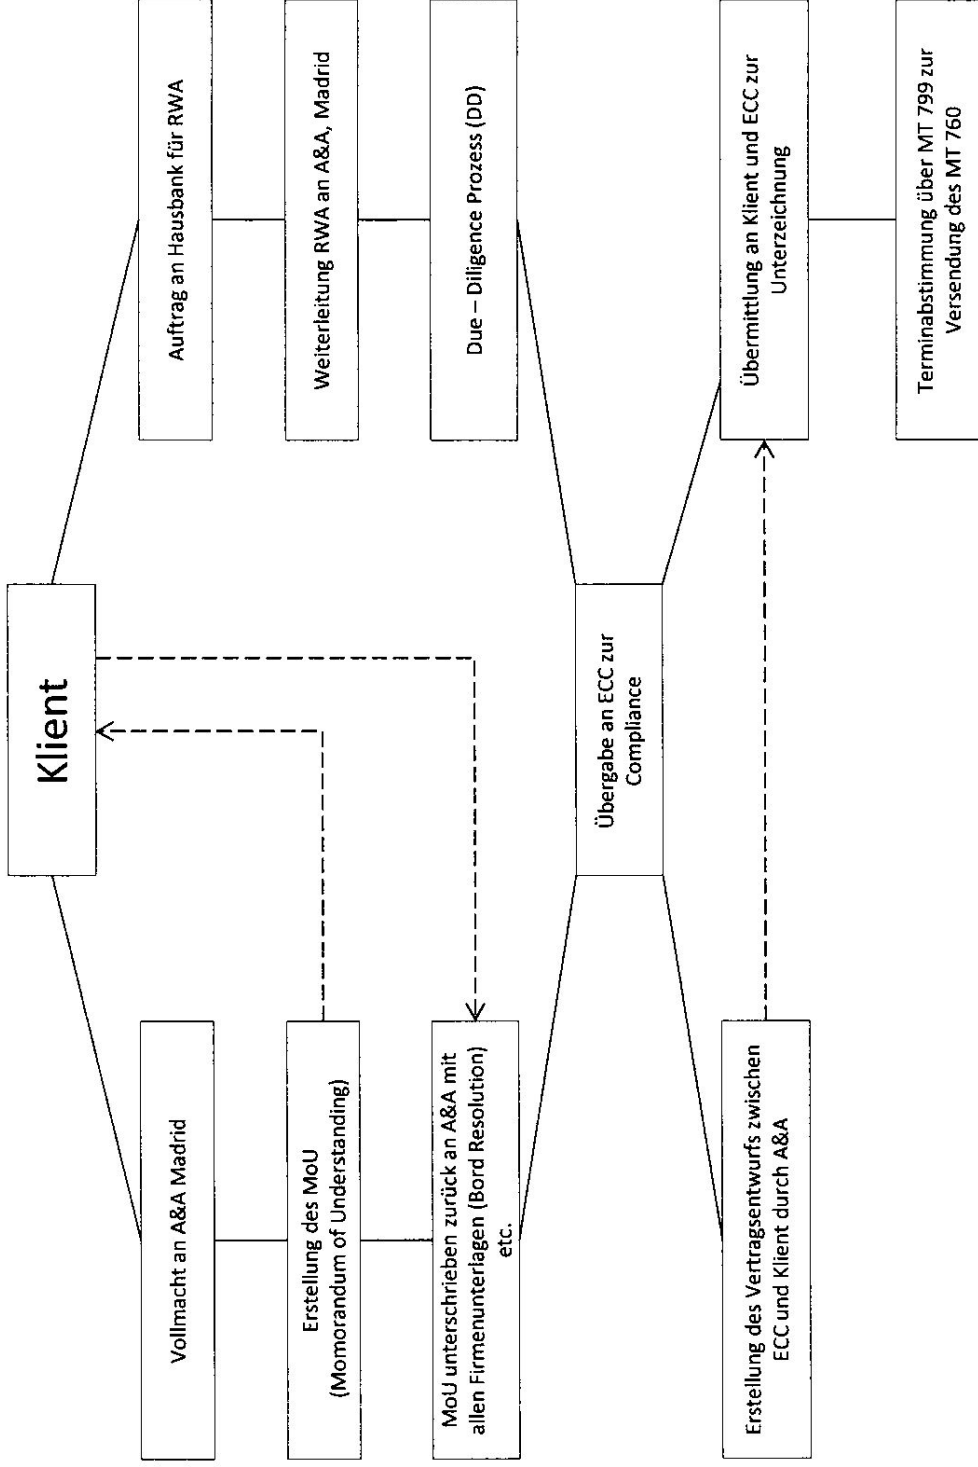 Klient
Vollmacht an A&A Madrid
Auftrag an Hausbank für RWA
Erstellung des MoU
(Momorandum of Understanding)
Weiterleitung RWA an A&A, Madrid
MoU unterschrieben zurück an A&A mit
allen Firmenunterlagen (Bord Resolution)
etc.
Due – Diligence Prozess (DD)
Übergabe an ECC zur
Compliance
Erstellung des Vertragsentwurfs zwischen
ECC und Klient durch A&A
Übermittlung an Klient und ECC zur
Unterzeichnung
Terminabstimmung über MT 799 zur
Versendung des MT 760